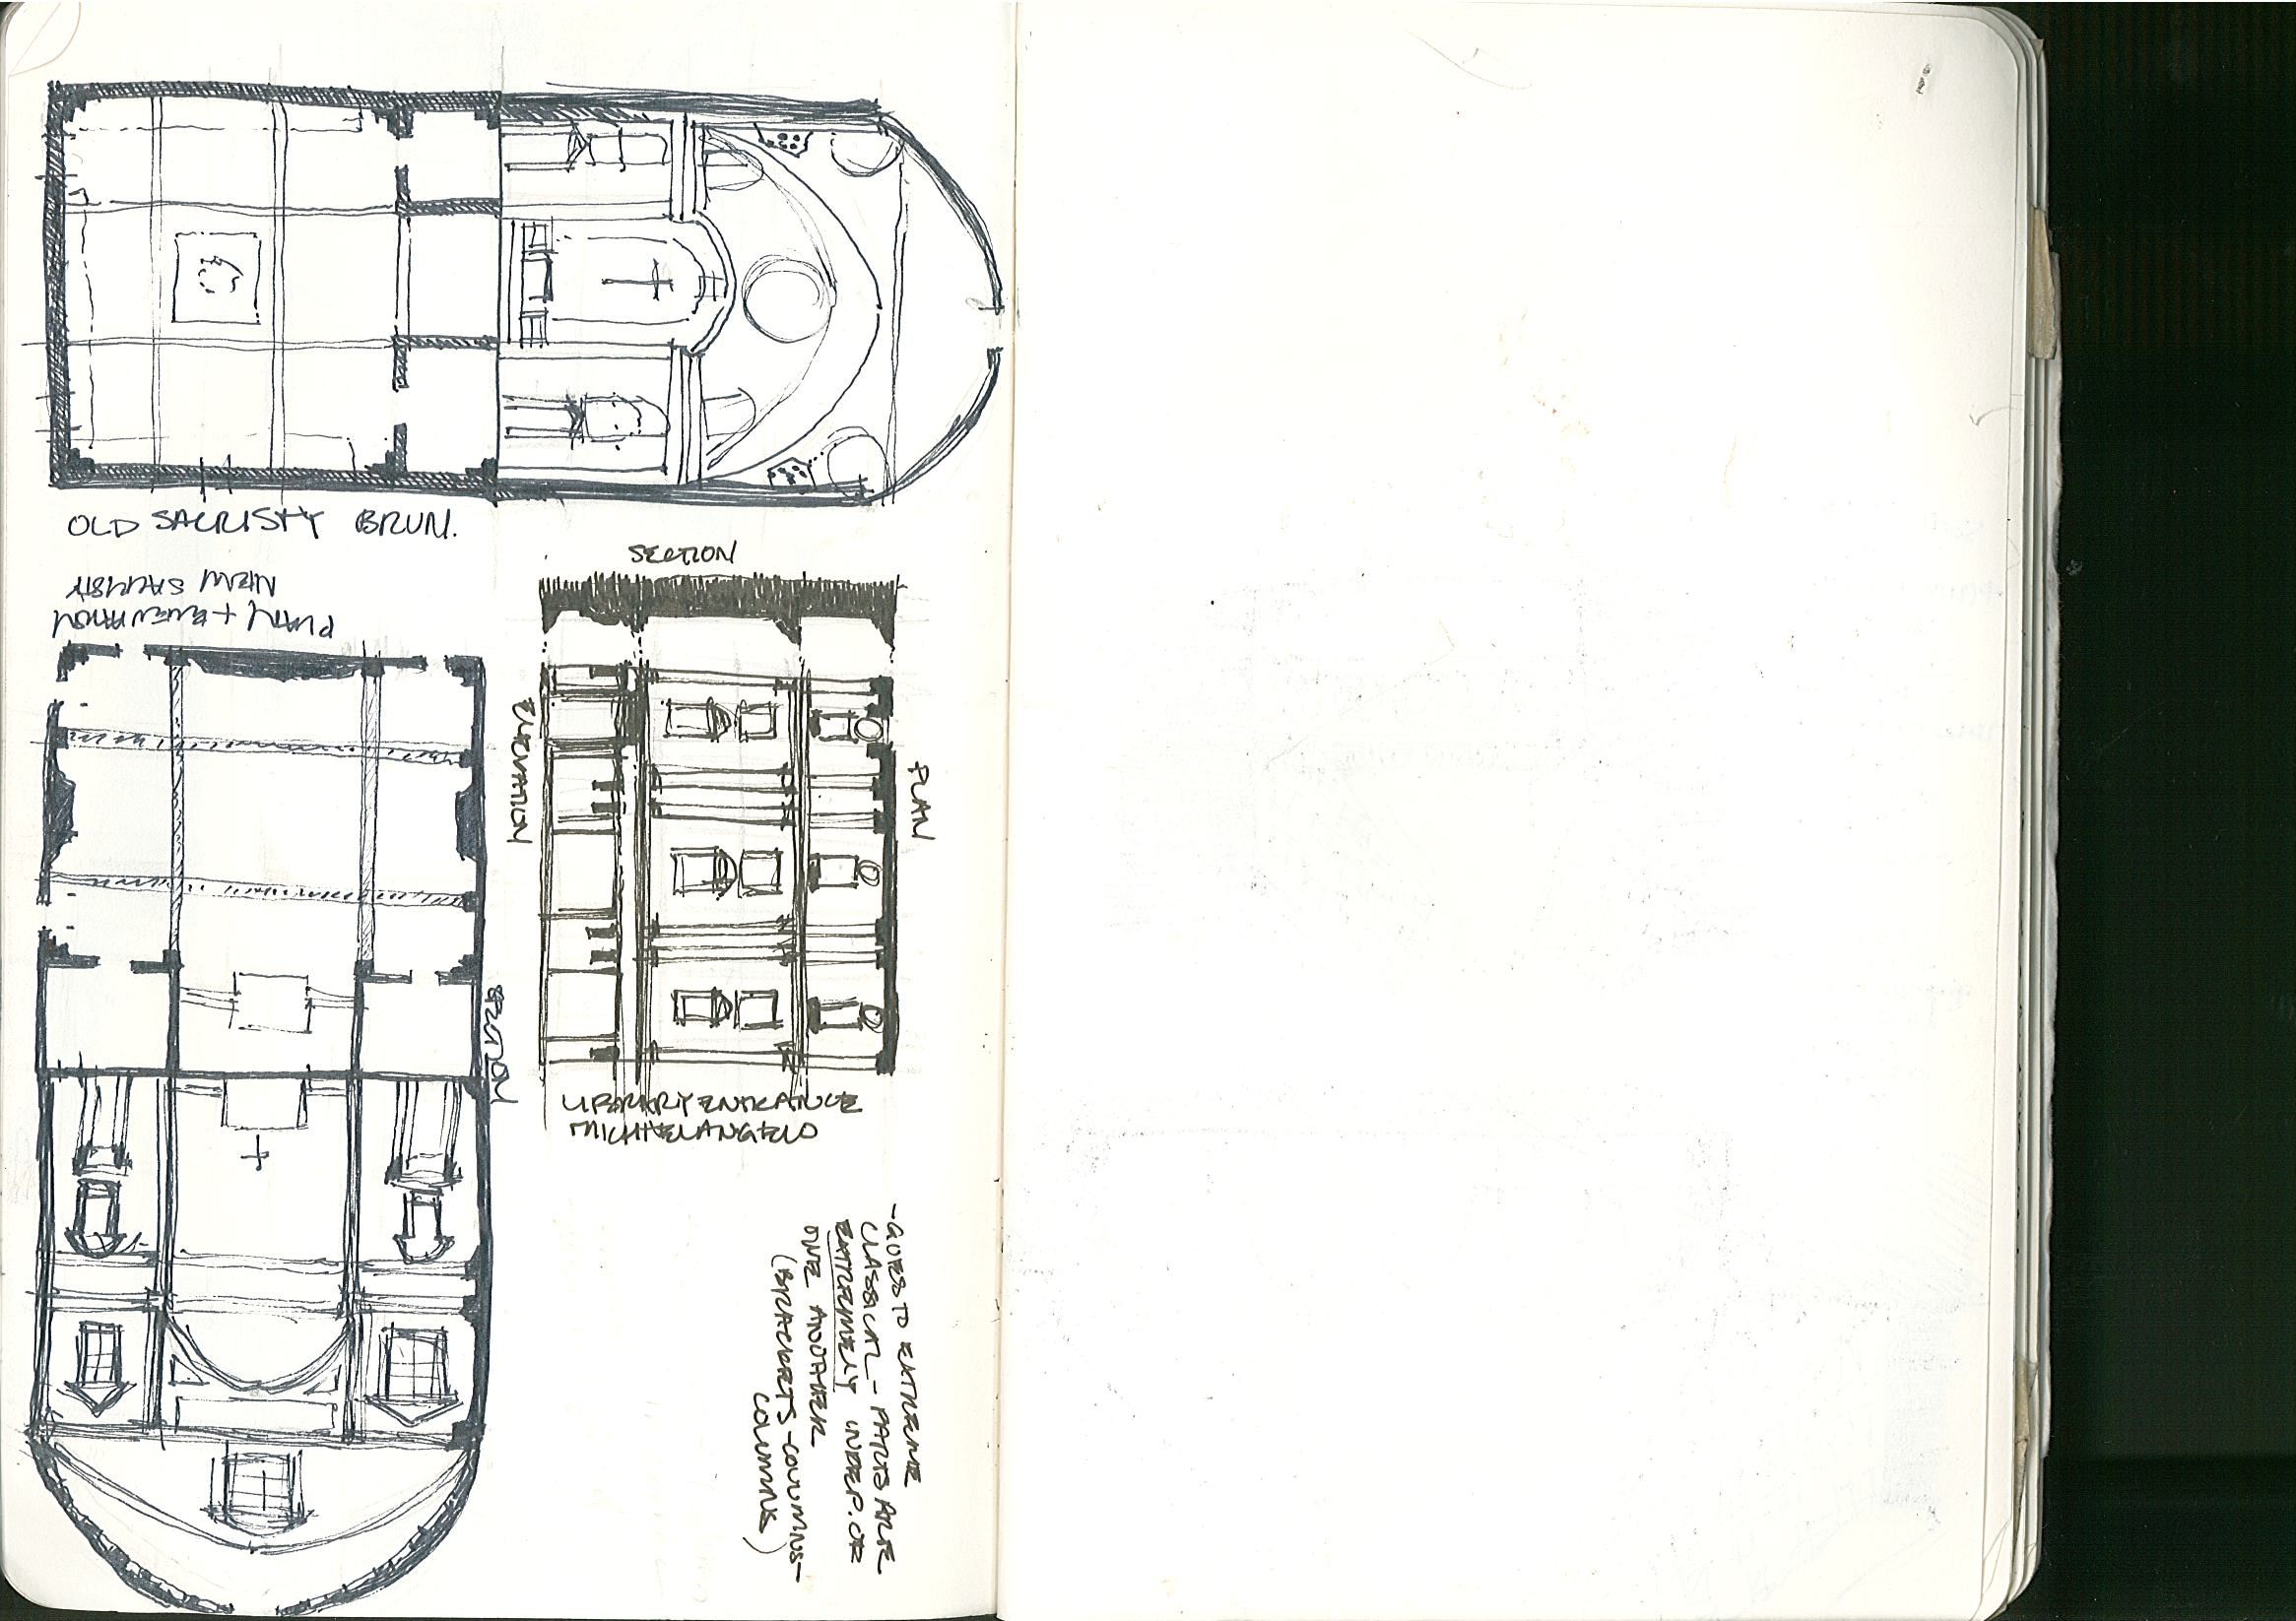 OLD SACRISTY BRUN.
PLAN + ELEVATION
NEW SACRISTY
SECTION
SECTION
ELEVATION
PLAN
LIBRARY ENTRANCE
MICHELANGELO
- GOES TO EXTREME
CLASSICAL - PARTS ARE
EXTREMELY INDEP. OF
ONE ANOTHER
(BRACKETS - COLUMNS -
COLUMNS)